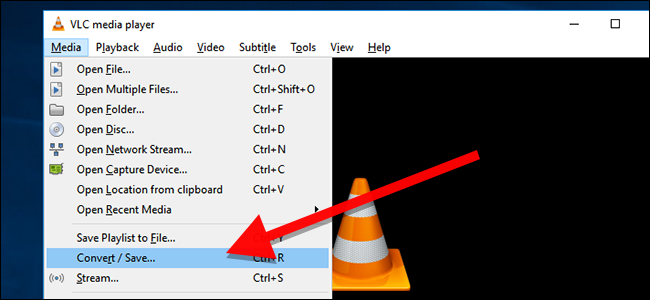 VLC media player
Media Playback Audio Video Subtitle Tools View Help
Open File... Ctrl+O
Open Multiple Files... Ctrl+Shift+O
Open Folder... Ctrl+F
Open Disc... Ctrl+D
Open Network Stream... Ctrl+N
Open Capture Device... Ctrl+C
Open Location from clipboard Ctrl+V
Open Recent Media
Save Playlist to File...
Convert / Save... Ctrl+R
Stream... Ctrl+S